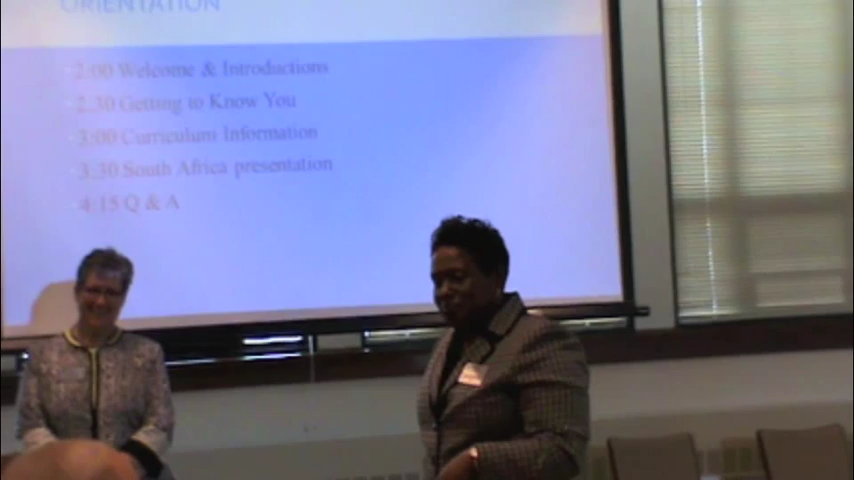 ORIENTATION
2:00 Welcome & Introductions
2.30 Getting to Know You
3:00 Curriculum Information
3.30 South Africa presentation
4:15 Q & A